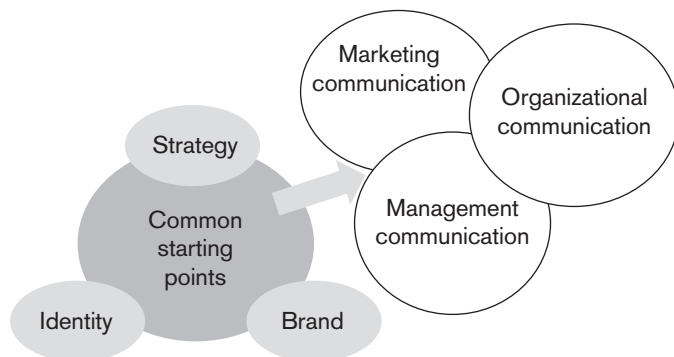 Marketing
communication
Organizational
communication
Strategy
Common
starting
points
Management
communication
Identity
Brand